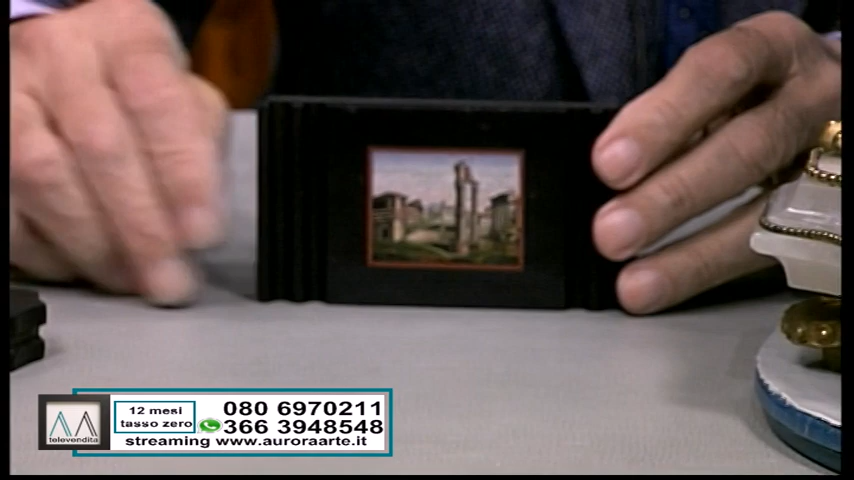 12 mesi
tasso zero
080 6970211
366 3948548
streaming www.auroraarte.it
televendita